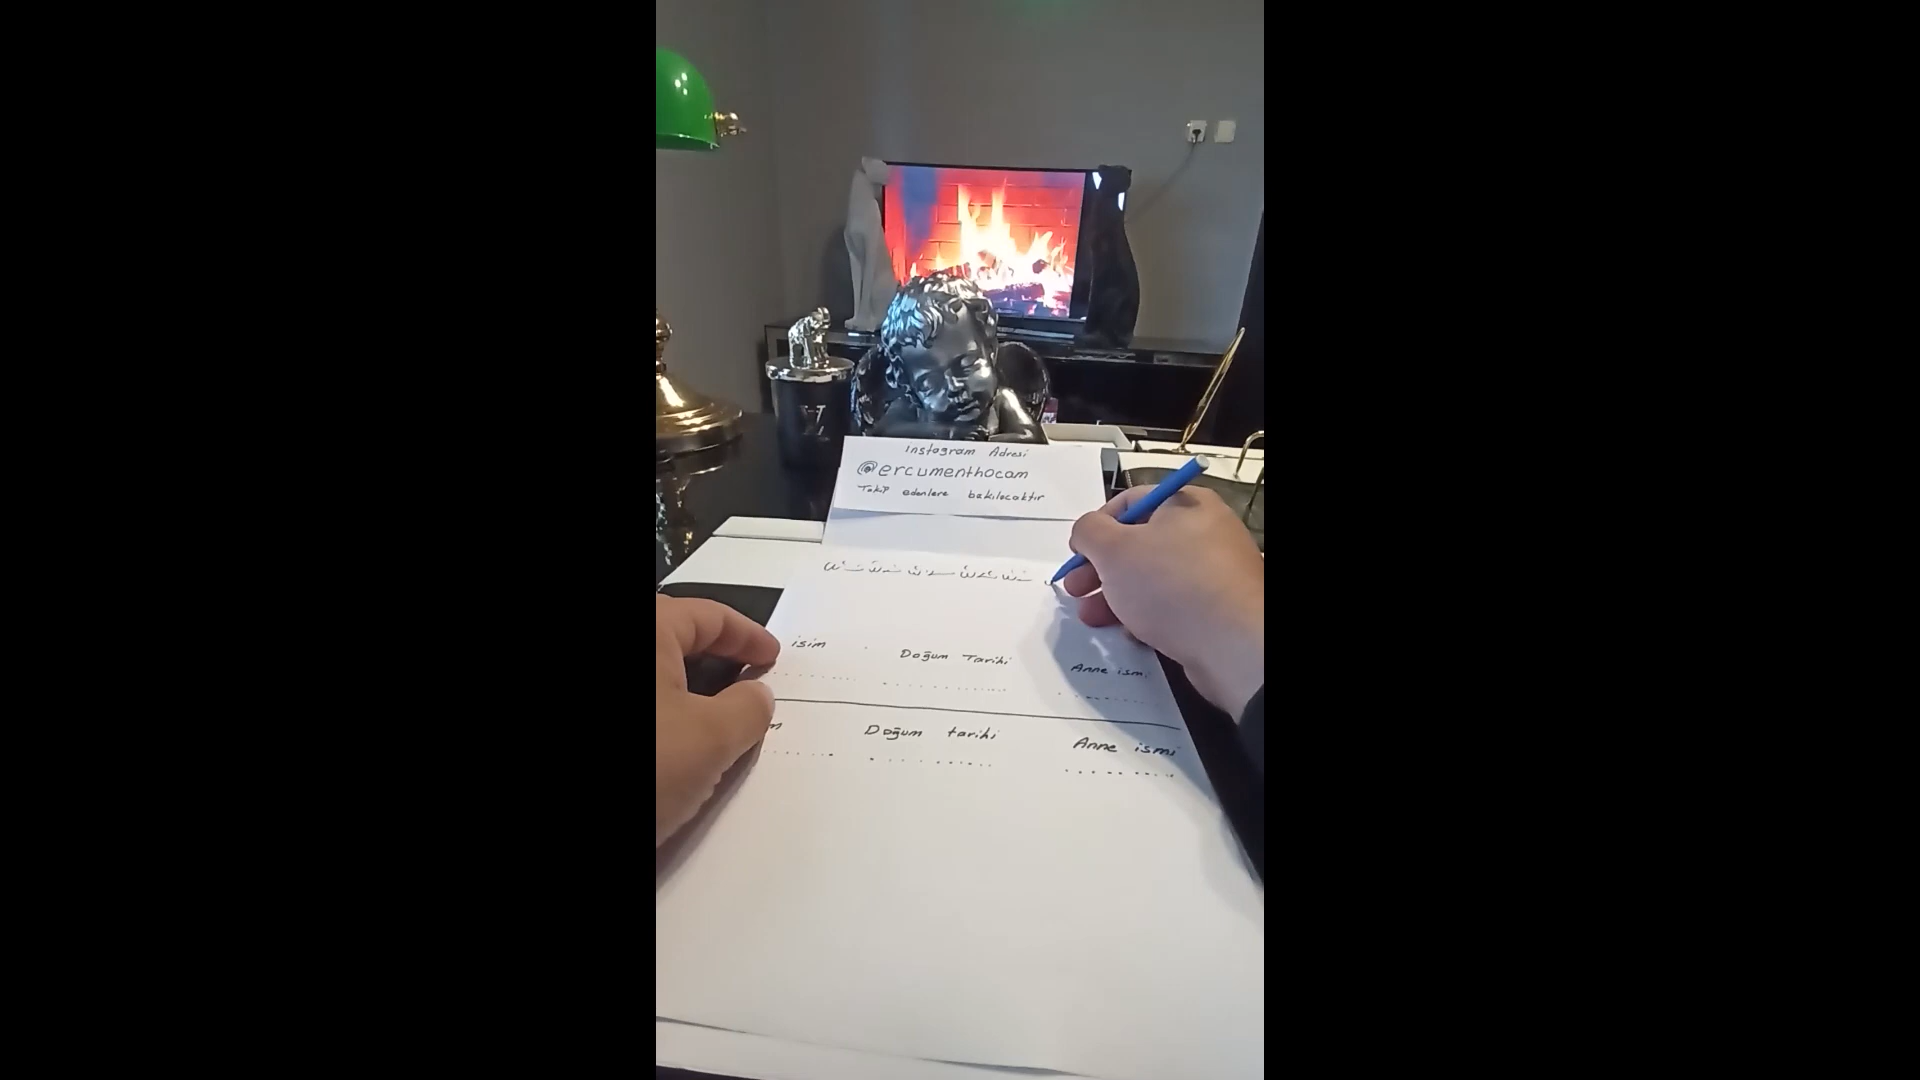 instagram Adresi
@ercumenthocam
Takip edenlere bakılacaktır
isim Doğum Tarihi Anne ismi
Doğum tarihi Anne ismi